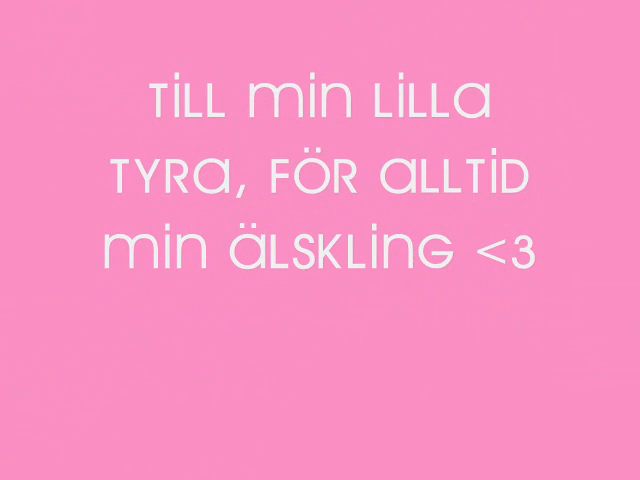 Till min lilla
Tyra, för alltid
min älskling <3